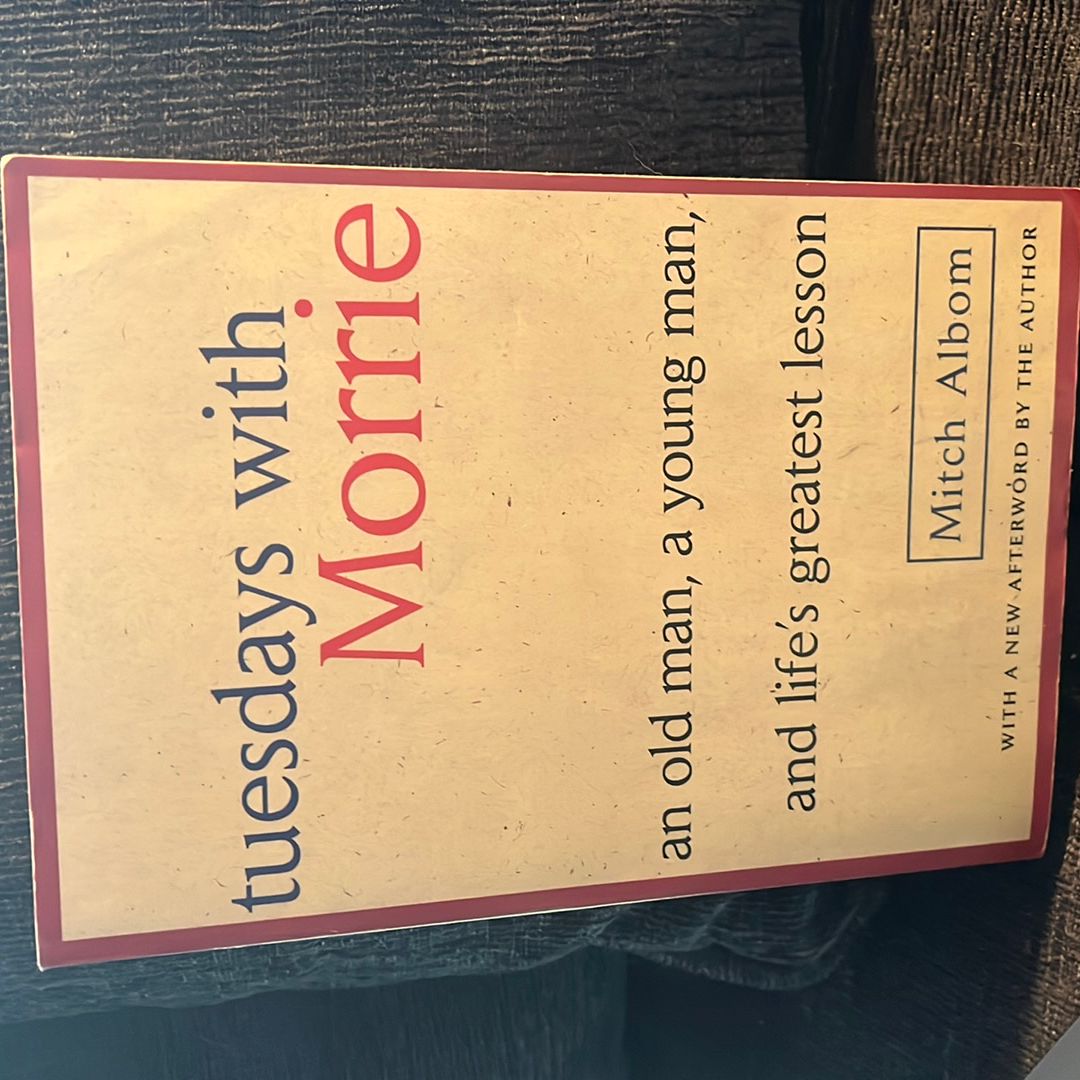 tuesdays with
Morrie
an old man, a young man,
and life's greatest lesson
Mitch Albom
WITH A NEW AFTERWORD BY THE AUTHOR